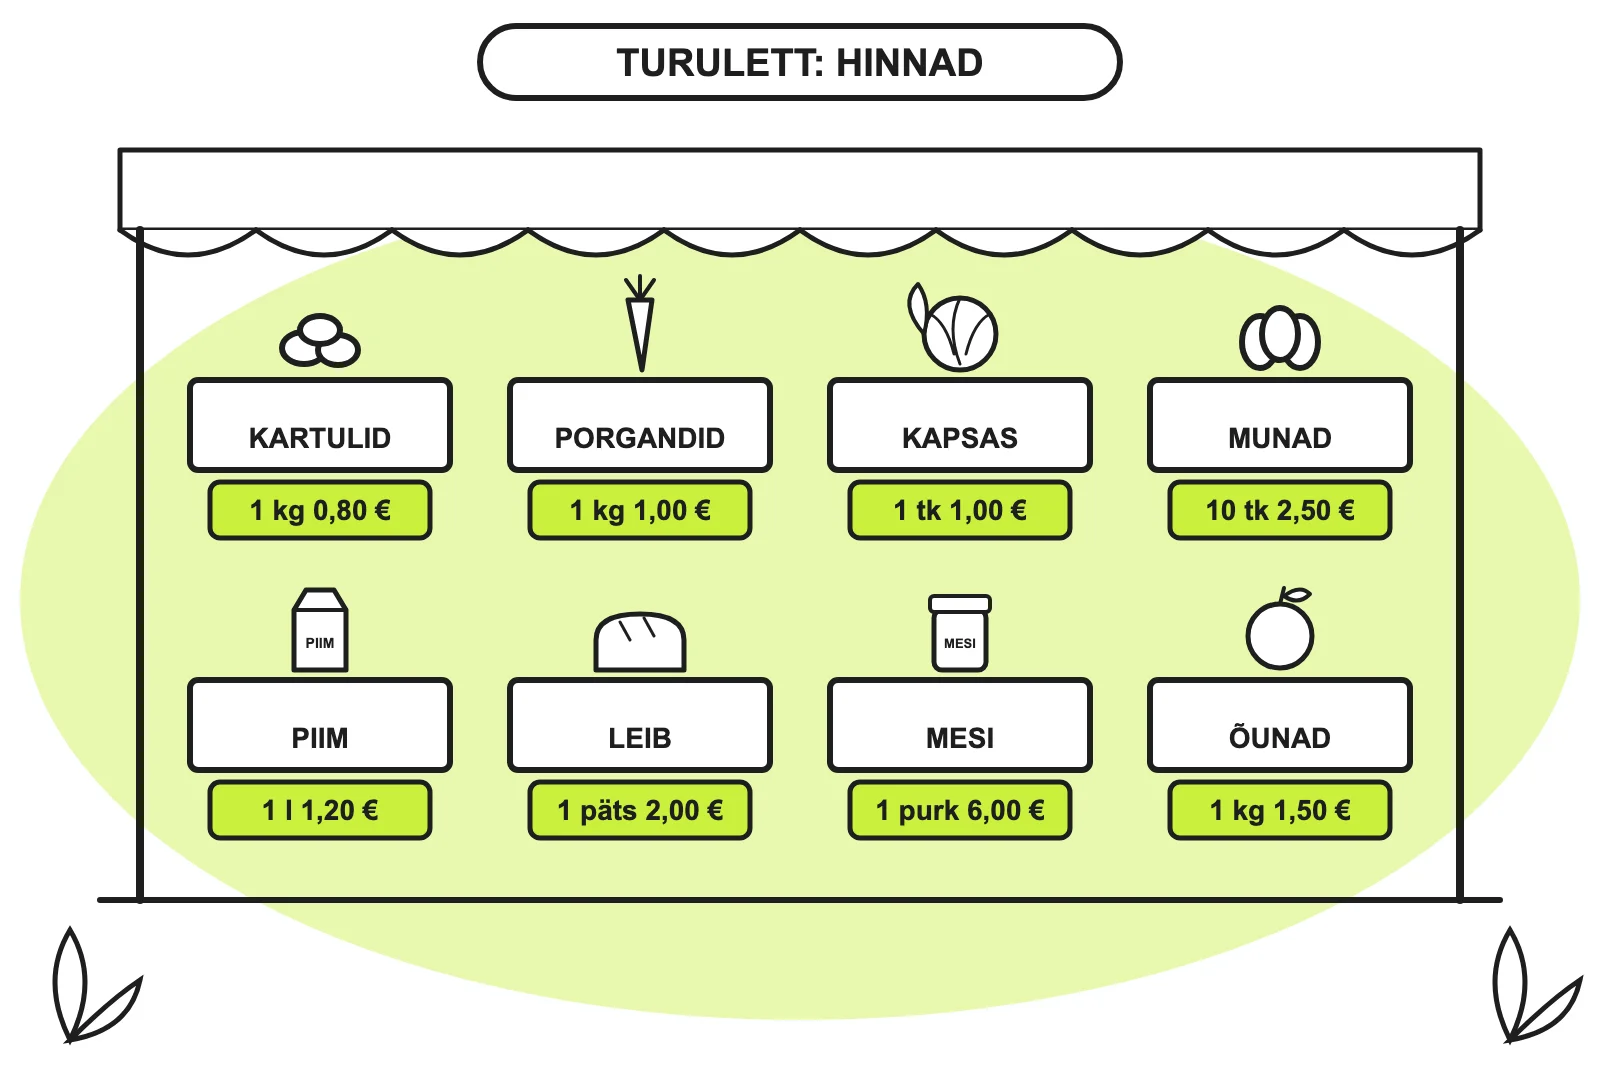 TURULETT: HINNAD
KARTULID
1 kg 0,80 €
PORGANDID
1 kg 1,00 €
KAPSAS
1 tk 1,00 €
MUNAD
10 tk 2,50 €
PIIM
PIIM
1 l 1,20 €
LEIB
1 päts 2,00 €
MESI
MESI
1 purk 6,00 €
ÕUNAD
1 kg 1,50 €